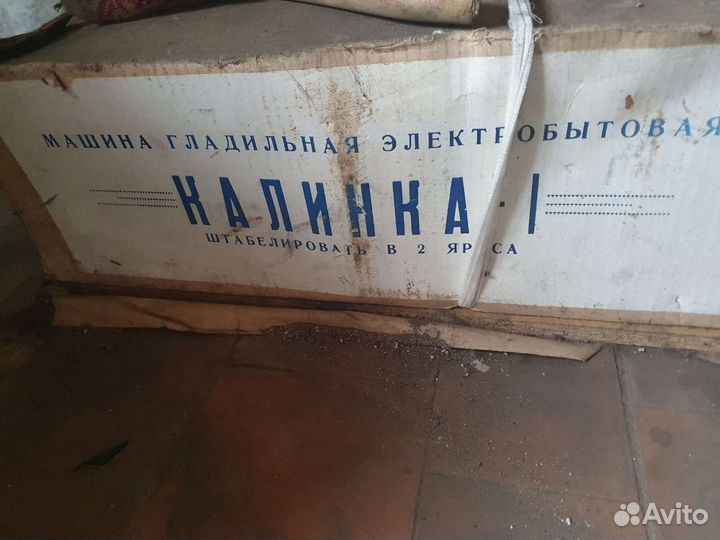 МАШИНА ГЛАДИЛЬНАЯ ЭЛЕКТРОБЫТОВАЯ
КАЛИНКА-1
ШТАБЕЛИРОВАТЬ В 2 ЯРУСА
Avito